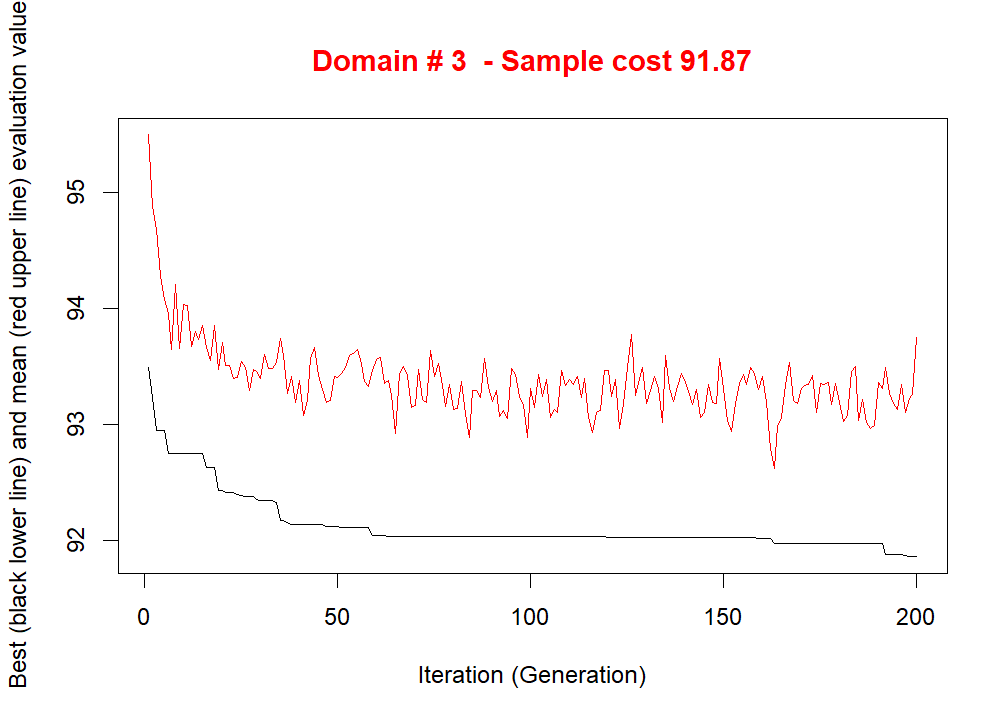 Domain # 3  - Sample cost 91.87
Best (black lower line) and mean (red upper line) evaluation value
95
94
93
92
0 50 100 150 200
Iteration (Generation)